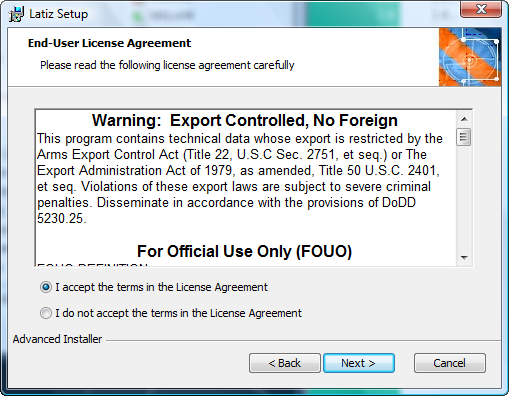 Latiz Setup
End-User License Agreement
Please read the following license agreement carefully
Warning: Export Controlled, No Foreign
This program contains technical data whose export is restricted by the
Arms Export Control Act (Title 22, U.S.C Sec. 2751, et seq.) or The
Export Administration Act of 1979, as amended, Title 50 U.S.C. 2401,
et seq. Violations of these export laws are subject to severe criminal
penalties. Disseminate in accordance with the provisions of DoDD
5230.25.
For Official Use Only (FOUO)
FOUO DEFINITION
I accept the terms in the License Agreement
I do not accept the terms in the License Agreement
Advanced Installer
< Back
Next >
Cancel